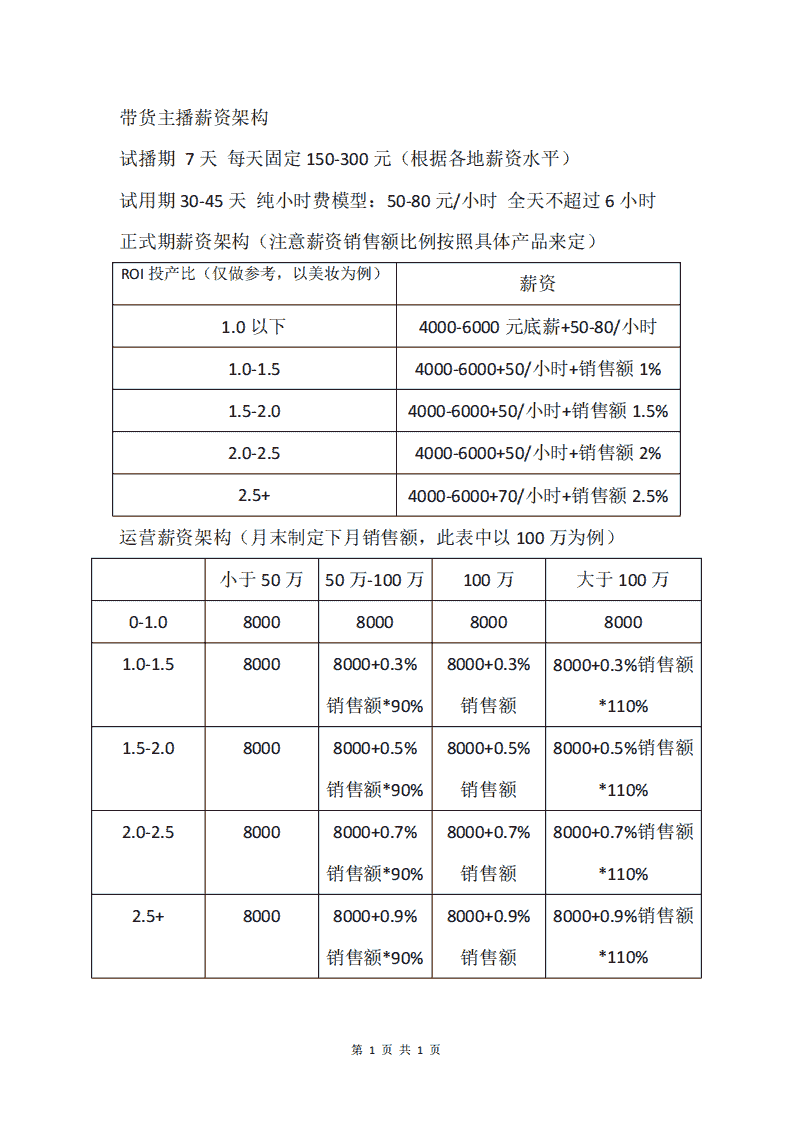 带货主播薪资架构
试播期 7 天 每天固定 150-300 元（根据各地薪资水平）
试用期 30-45 天 纯小时费模型：50-80 元/小时 全天不超过 6 小时
正式期薪资架构（注意薪资销售额比例按照具体产品来定）
ROI 投产比（仅做参考，以美妆为例） 薪资
1.0 以下 4000-6000 元底薪+50-80/小时
1.0-1.5 4000-6000+50/小时+销售额 1%
1.5-2.0 4000-6000+50/小时+销售额 1.5%
2.0-2.5 4000-6000+50/小时+销售额 2%
2.5+ 4000-6000+70/小时+销售额 2.5%
运营薪资架构（月末制定下月销售额，此表中以 100 万为例）
小于 50 万 50 万-100 万 100 万 大于 100 万
0-1.0 8000 8000 8000 8000
1.0-1.5 8000 8000+0.3% 8000+0.3% 8000+0.3%销售额
销售额*90% 销售额 *110%
1.5-2.0 8000 8000+0.5% 8000+0.5% 8000+0.5%销售额
销售额*90% 销售额 *110%
2.0-2.5 8000 8000+0.7% 8000+0.7% 8000+0.7%销售额
销售额*90% 销售额 *110%
2.5+ 8000 8000+0.9% 8000+0.9% 8000+0.9%销售额
销售额*90% 销售额 *110%
第 1 页 共 1 页